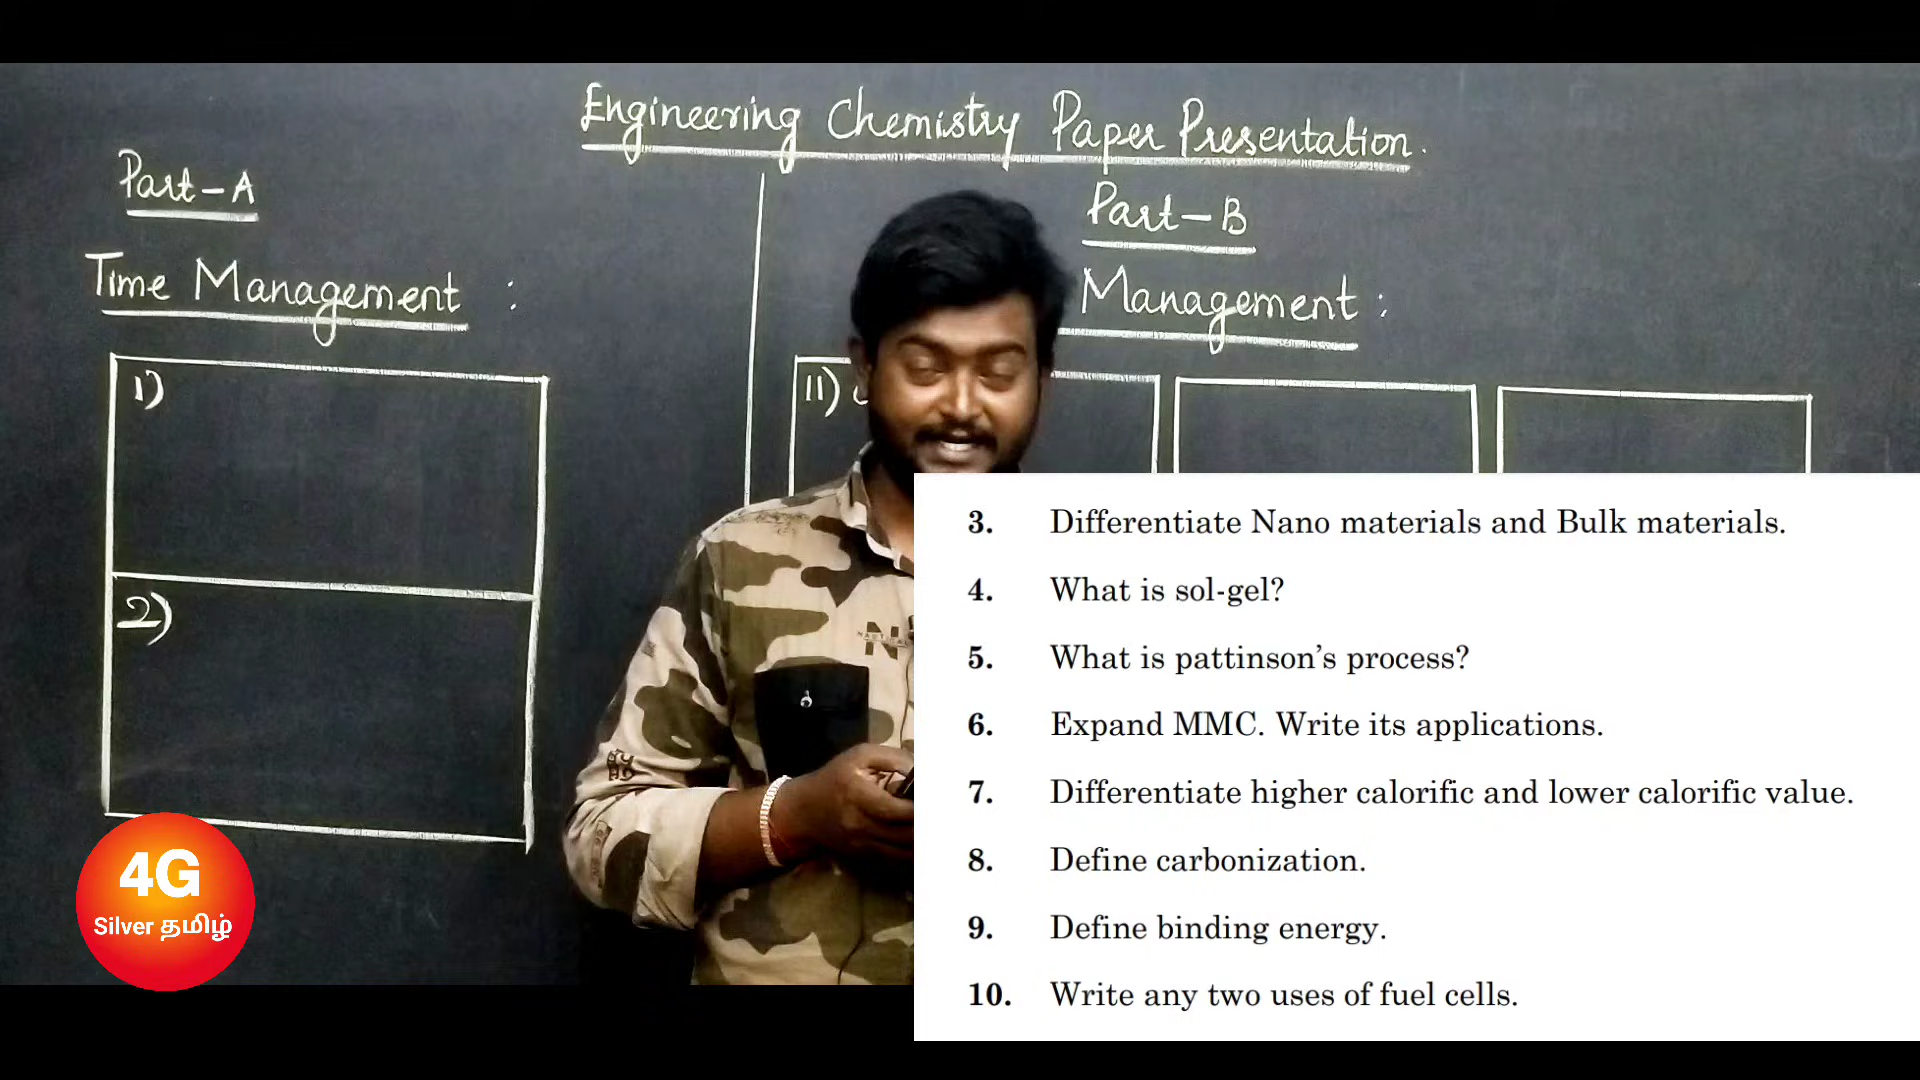 Engineering Chemistry Paper Presentation.
Part-A
Part-B
Time Management :
Management :
1)
11)
2)
3. Differentiate Nano materials and Bulk materials.
4. What is sol-gel?
5. What is pattinson's process?
6. Expand MMC. Write its applications.
7. Differentiate higher calorific and lower calorific value.
8. Define carbonization.
9. Define binding energy.
10. Write any two uses of fuel cells.
4G
Silver தமிழ்